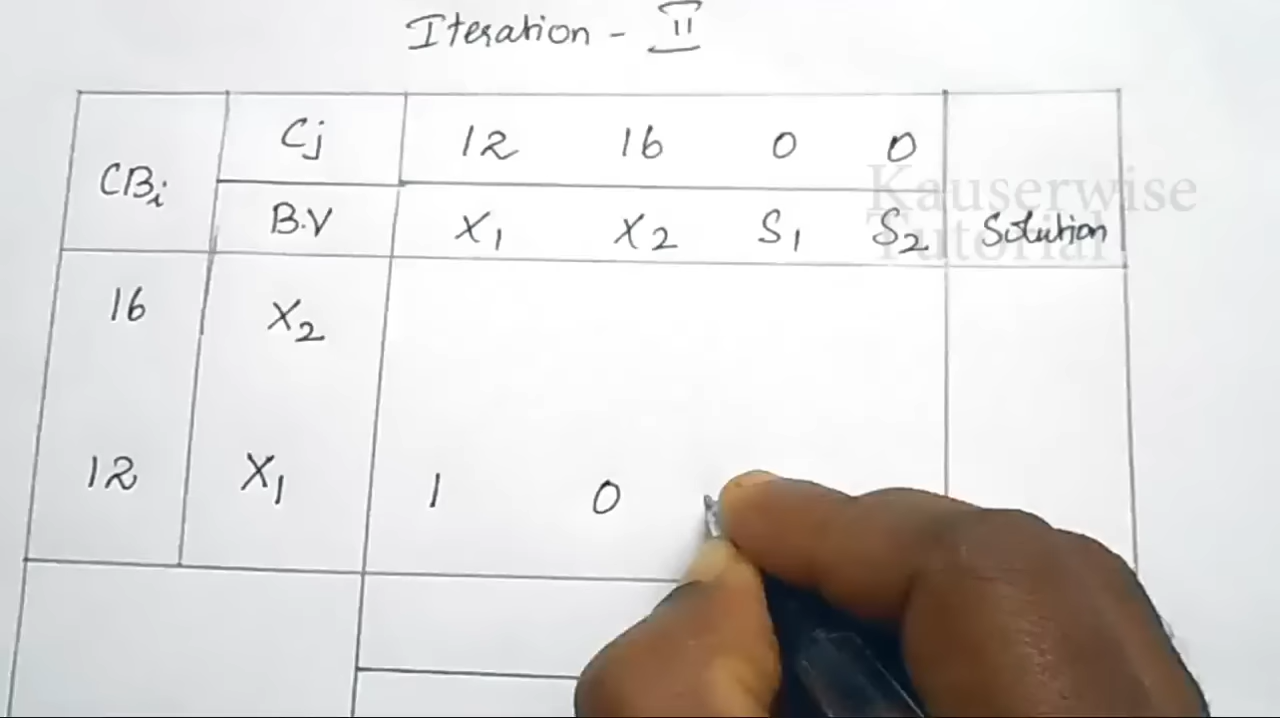 Iteration - II
CBi Cj 12 16 0 0
B.V X1 X2 S1 S2 Solution
Kauserwise
Tutorial
16 X2
12 X1 1 0